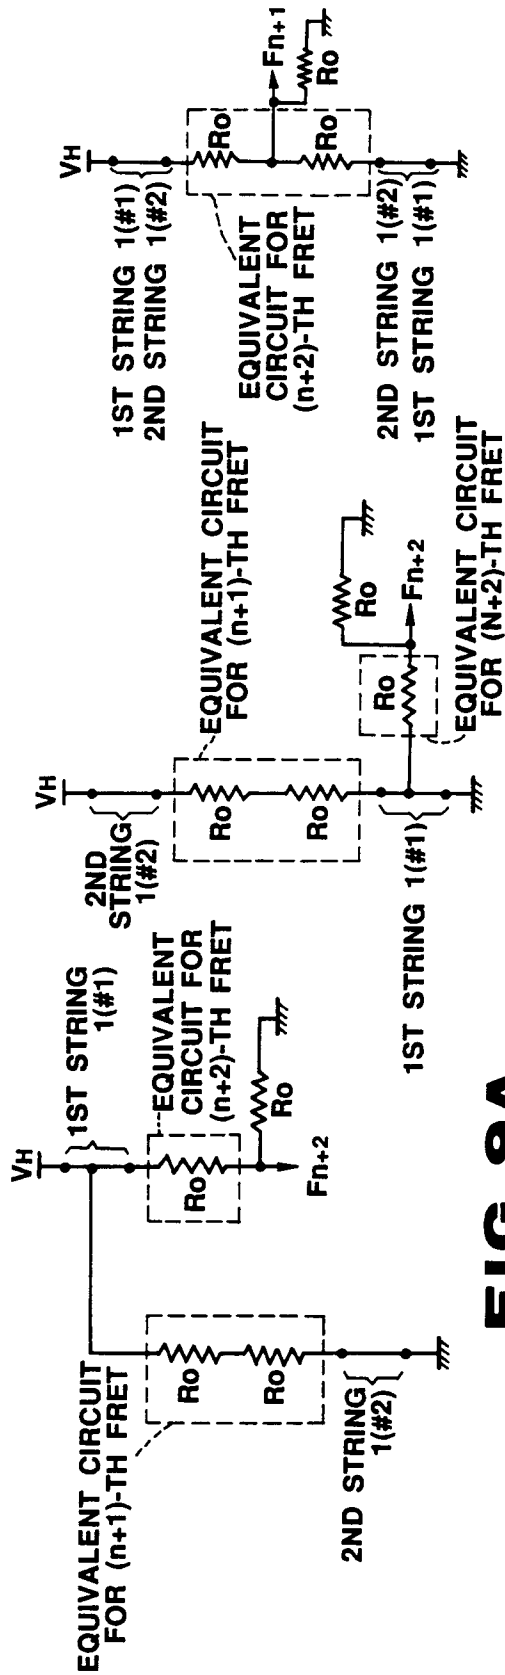 EQUIVALENT CIRCUIT
FOR (n+1)-TH FRET
Ro
Ro
2ND STRING
1(#2)
VH
1ST STRING
1(#1)
EQUIVALENT
CIRCUIT FOR
(n+2)-TH FRET
Ro
Ro
Fn+2
VH
2ND
STRING
1(#2)
EQUIVALENT CIRCUIT
FOR (n+1)-TH FRET
Ro
Ro
1ST STRING 1(#1)
Ro
Ro
Fn+2
EQUIVALENT CIRCUIT
FOR (N+2)-TH FRET
VH
1ST STRING 1(#1)
2ND STRING 1(#2)
EQUIVALENT
CIRCUIT FOR
(n+2)-TH FRET
Ro
Ro
Fn+1
Ro
2ND STRING 1(#2)
1ST STRING 1(#1)